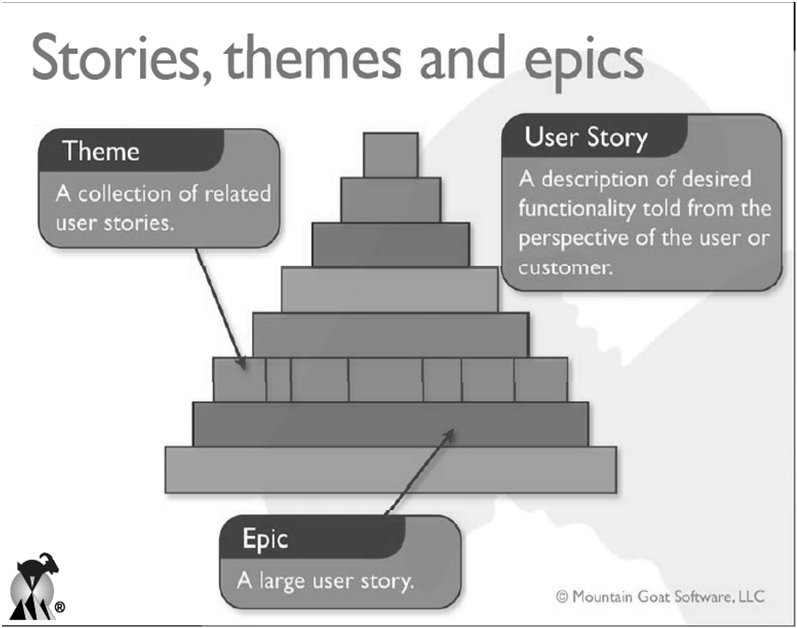 Stories, themes and epics
Theme
A collection of related
user stories.
User Story
A description of desired
functionality told from the
perspective of the user or
customer.
Epic
A large user story.
® 
© Mountain Goat Software, LLC